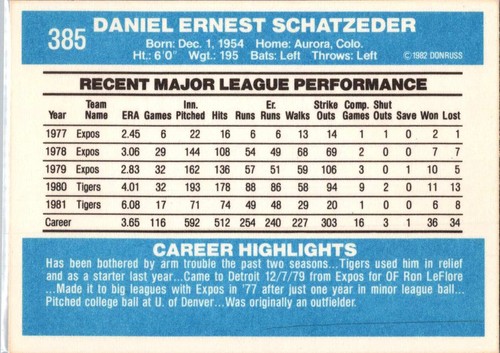 385 DANIEL ERNEST SCHATZEDER
Born: Dec. 1, 1954 Home: Aurora, Colo.
Ht.: 6'0" Wgt.: 195 Bats: Left Throws: Left ©1982 DONRUSS
RECENT MAJOR LEAGUE PERFORMANCE
Year Team Name ERA Games Inn. Pitched Hits Runs Er. Runs Walks Strike Outs Comp. Games Shut Outs Save Won Lost
1977 Expos 2.45 6 22 16 6 6 13 14 1 1 0 2 1
1978 Expos 3.06 29 144 108 54 49 68 69 2 0 0 7 7
1979 Expos 2.83 32 162 136 57 51 59 106 3 0 1 10 5
1980 Tigers 4.01 32 193 178 88 86 58 94 9 2 0 11 13
1981 Tigers 6.08 17 71 74 49 48 29 20 1 0 0 6 8
Career 3.65 116 592 512 254 240 227 303 16 3 1 36 34
CAREER HIGHLIGHTS
Has been bothered by arm trouble the past two seasons...Tigers used him in relief
and as a starter last year...Came to Detroit 12/7/79 from Expos for OF Ron LeFlore
...Made it to big leagues with Expos in '77 after just one year in minor league ball...
Pitched college ball at U. of Denver...Was originally an outfielder.